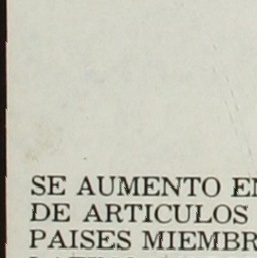 SE AUMENTO EN
DE ARTICULOS
PAISES MIEMBR